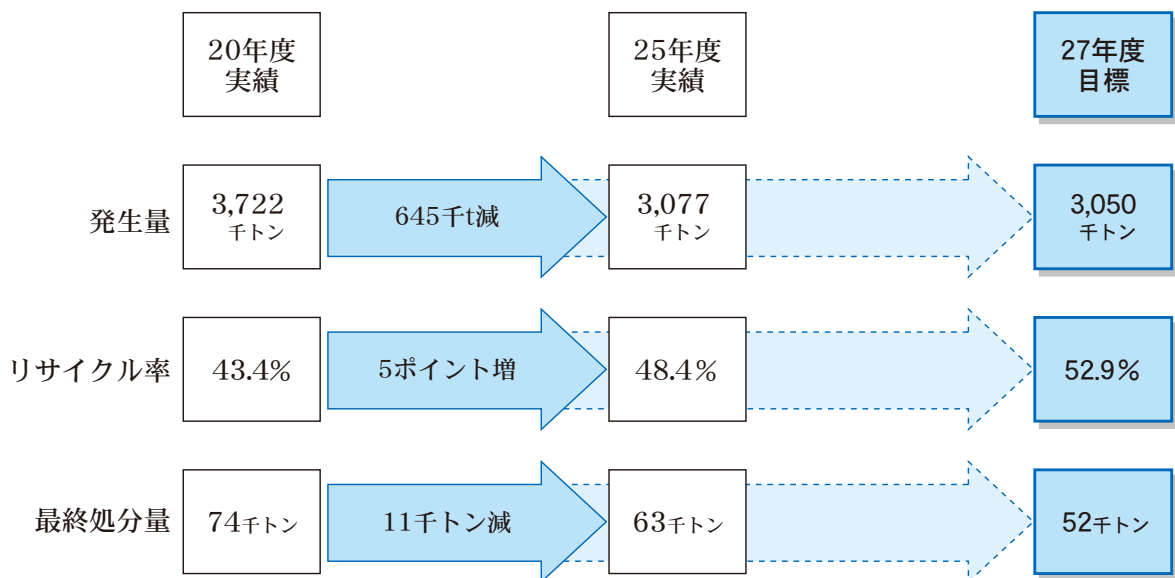 20年度
実績
25年度
実績
27年度
目標
発生量
3,722
千トン
645千t減
3,077
千トン
3,050
千トン
リサイクル率
43.4%
5ポイント増
48.4%
52.9%
最終処分量
74千トン
11千トン減
63千トン
52千トン